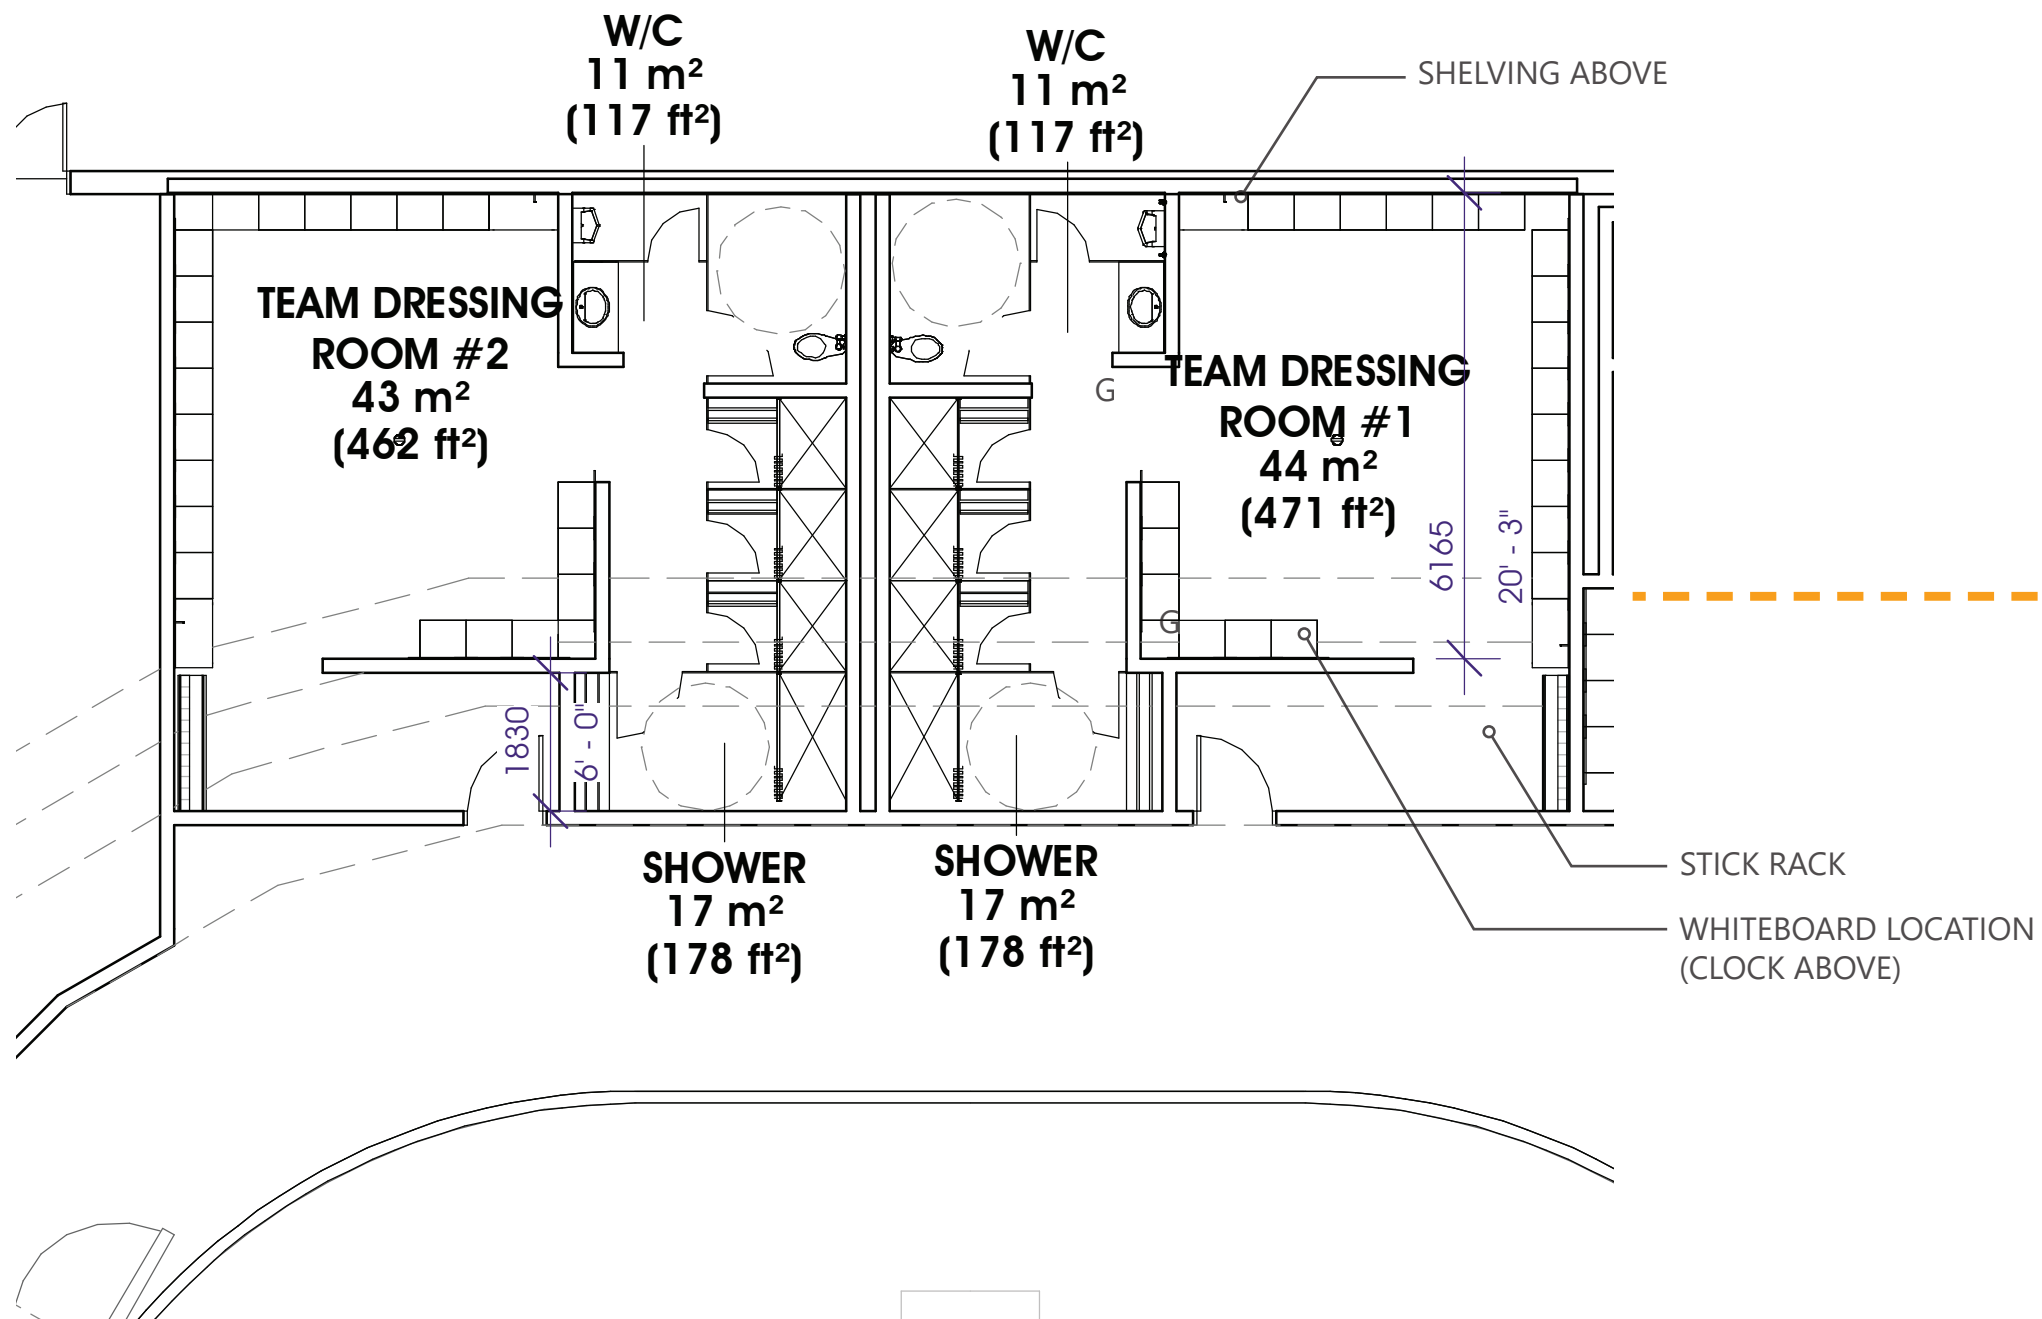 W/C
11 m²
(117 ft²)
W/C
11 m²
(117 ft²)
SHELVING ABOVE
TEAM DRESSING
ROOM #2
43 m²
(462 ft²)
TEAM DRESSING
ROOM #1
44 m²
(471 ft²)
G
G
6165
20' - 3"
1830
6' - 0"
SHOWER
17 m²
(178 ft²)
SHOWER
17 m²
(178 ft²)
STICK RACK
WHITEBOARD LOCATION
(CLOCK ABOVE)